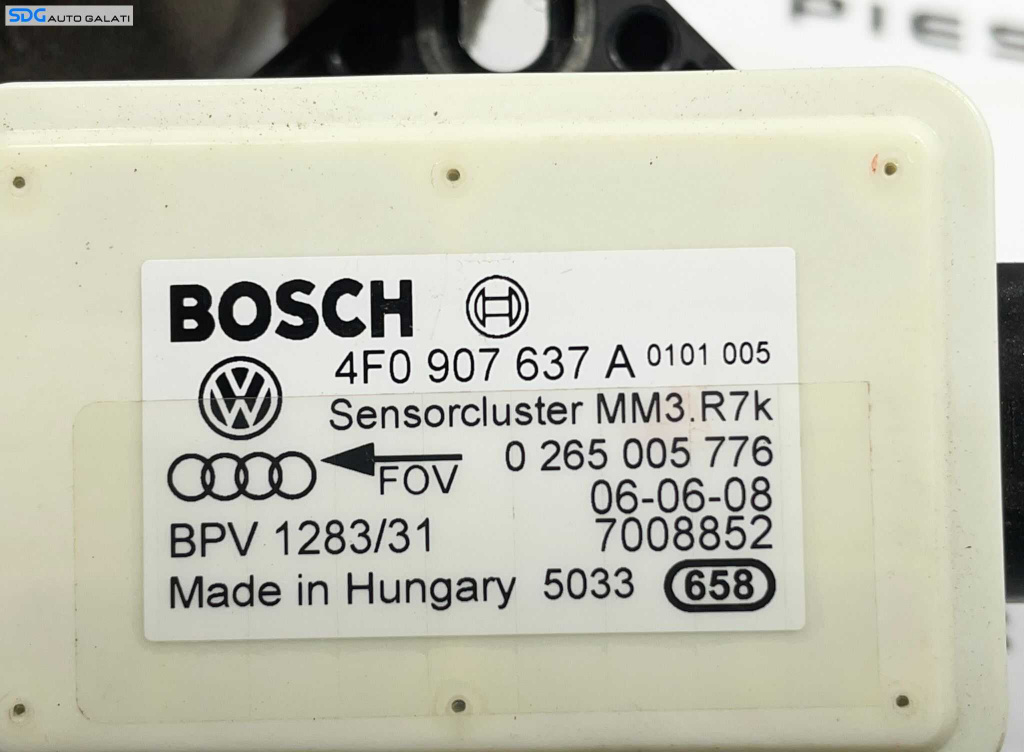 SDG AUTO GALATI
PIES
BOSCH
4F0 907 637 A 0101 005
Sensorcluster MM3.R7k
0 265 005 776
FOV
06-06-08
BPV 1283/31 7008852
Made in Hungary 5033 658